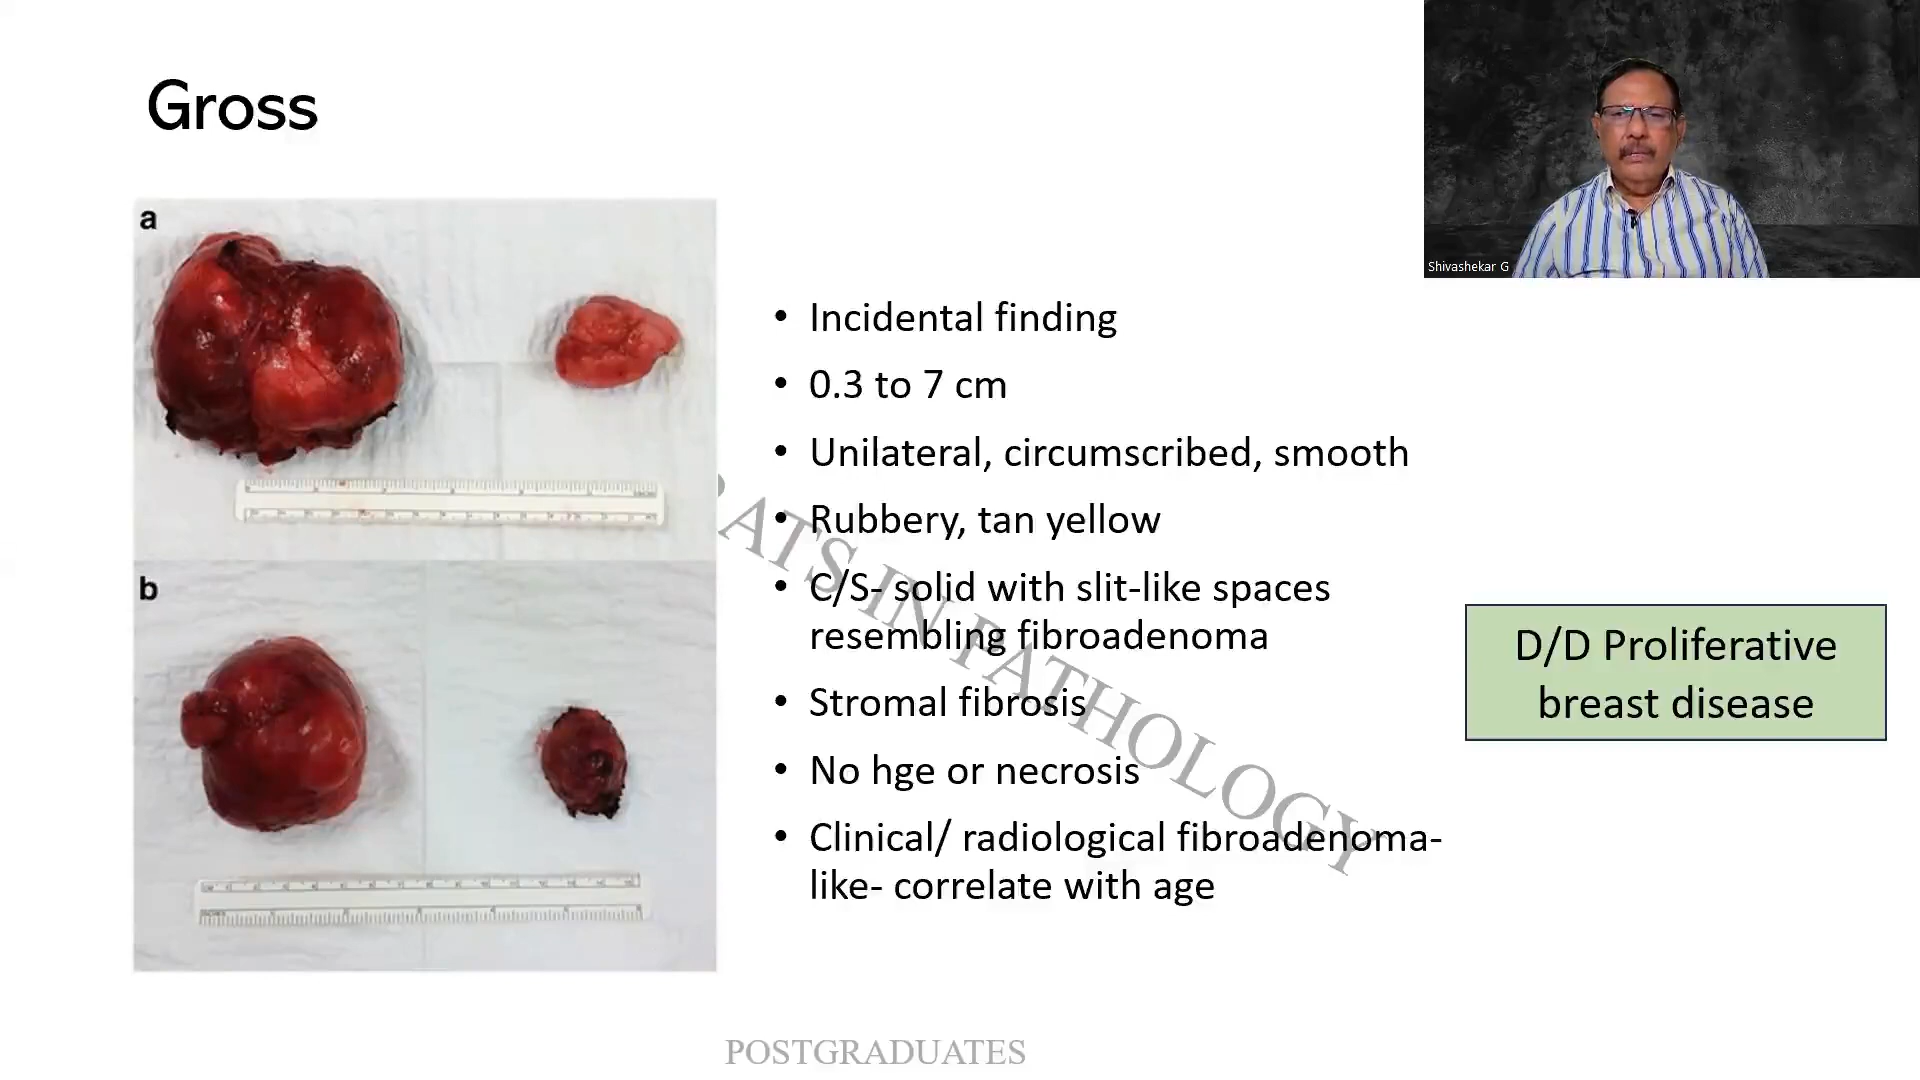 Gross
a
b
• Incidental finding
• 0.3 to 7 cm
• Unilateral, circumscribed, smooth
• Rubbery, tan yellow
• C/S- solid with slit-like spaces
resembling fibroadenoma
• Stromal fibrosis
• No hge or necrosis
• Clinical/ radiological fibroadenoma-
like- correlate with age
D/D Proliferative
breast disease
Shivashekar G
IN PATHOLOGY
POSTGRADUATES